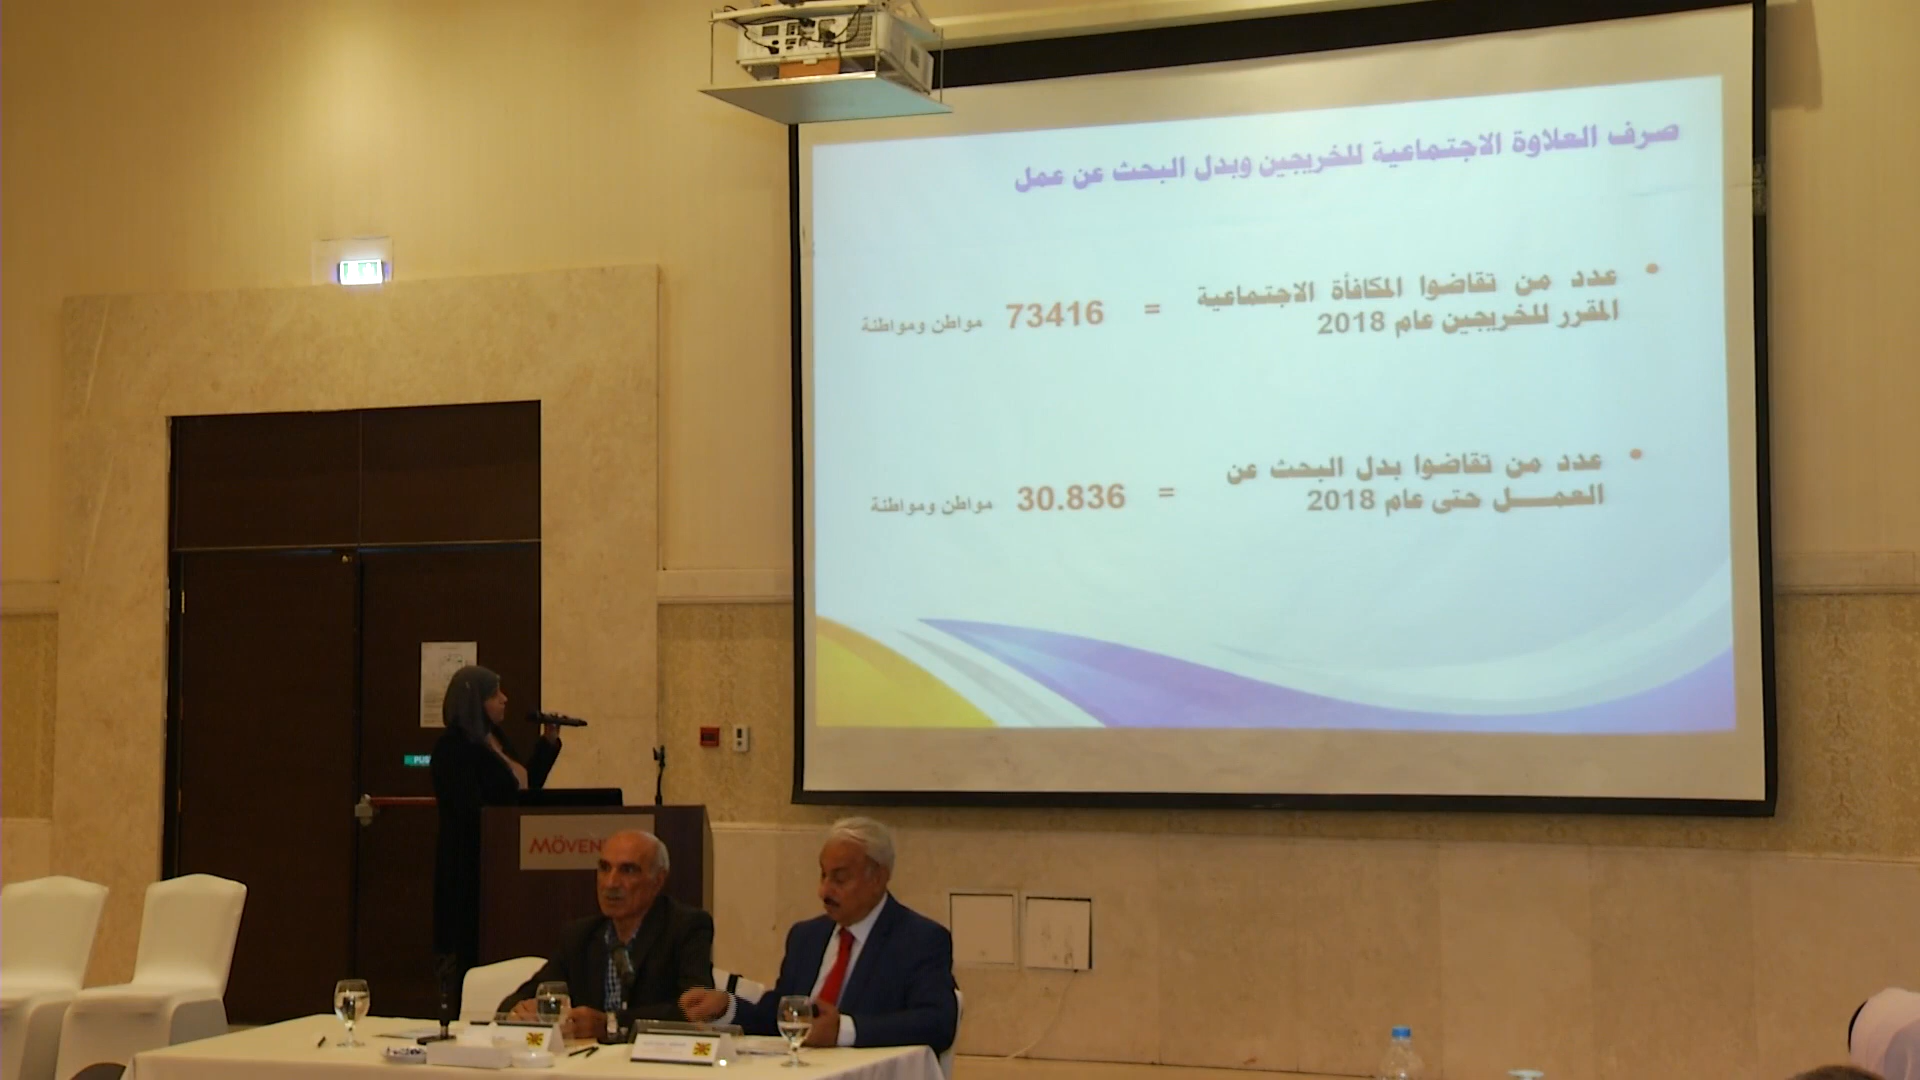 صرف العلاوة الاجتماعية للخريجين وبدل البحث عن عمل
عدد من تقاضوا المكافأة الاجتماعية
المقرر للخريجين عام 2018
=
73416
مواطن ومواطنة
عدد من تقاضوا بدل البحث عن
العمـــل حتى عام 2018
=
30.836
مواطن ومواطنة
MÖVEN